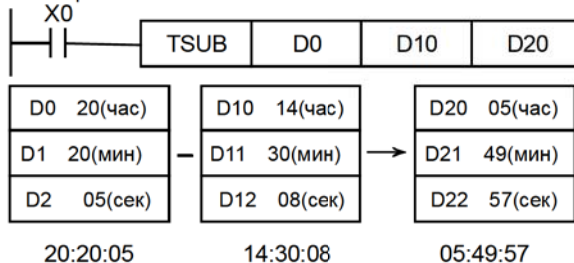 X0
TSUB D0 D10 D20
D0 20(час) D10 14(час) D20 05(час)
D1 20(мин) – D11 30(мин) → D21 49(мин)
D2 05(сек) D12 08(сек) D22 57(сек)
20:20:05 14:30:08 05:49:57